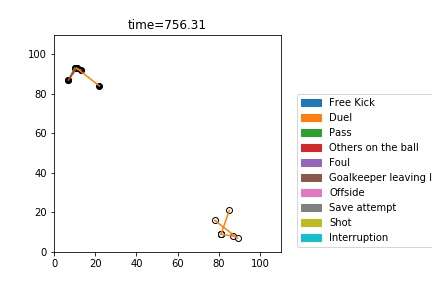 time=756.31
100
80
60
40
20
0
0 20 40 60 80 100
Free Kick
Duel
Pass
Others on the ball
Foul
Goalkeeper leaving l
Offside
Save attempt
Shot
Interruption